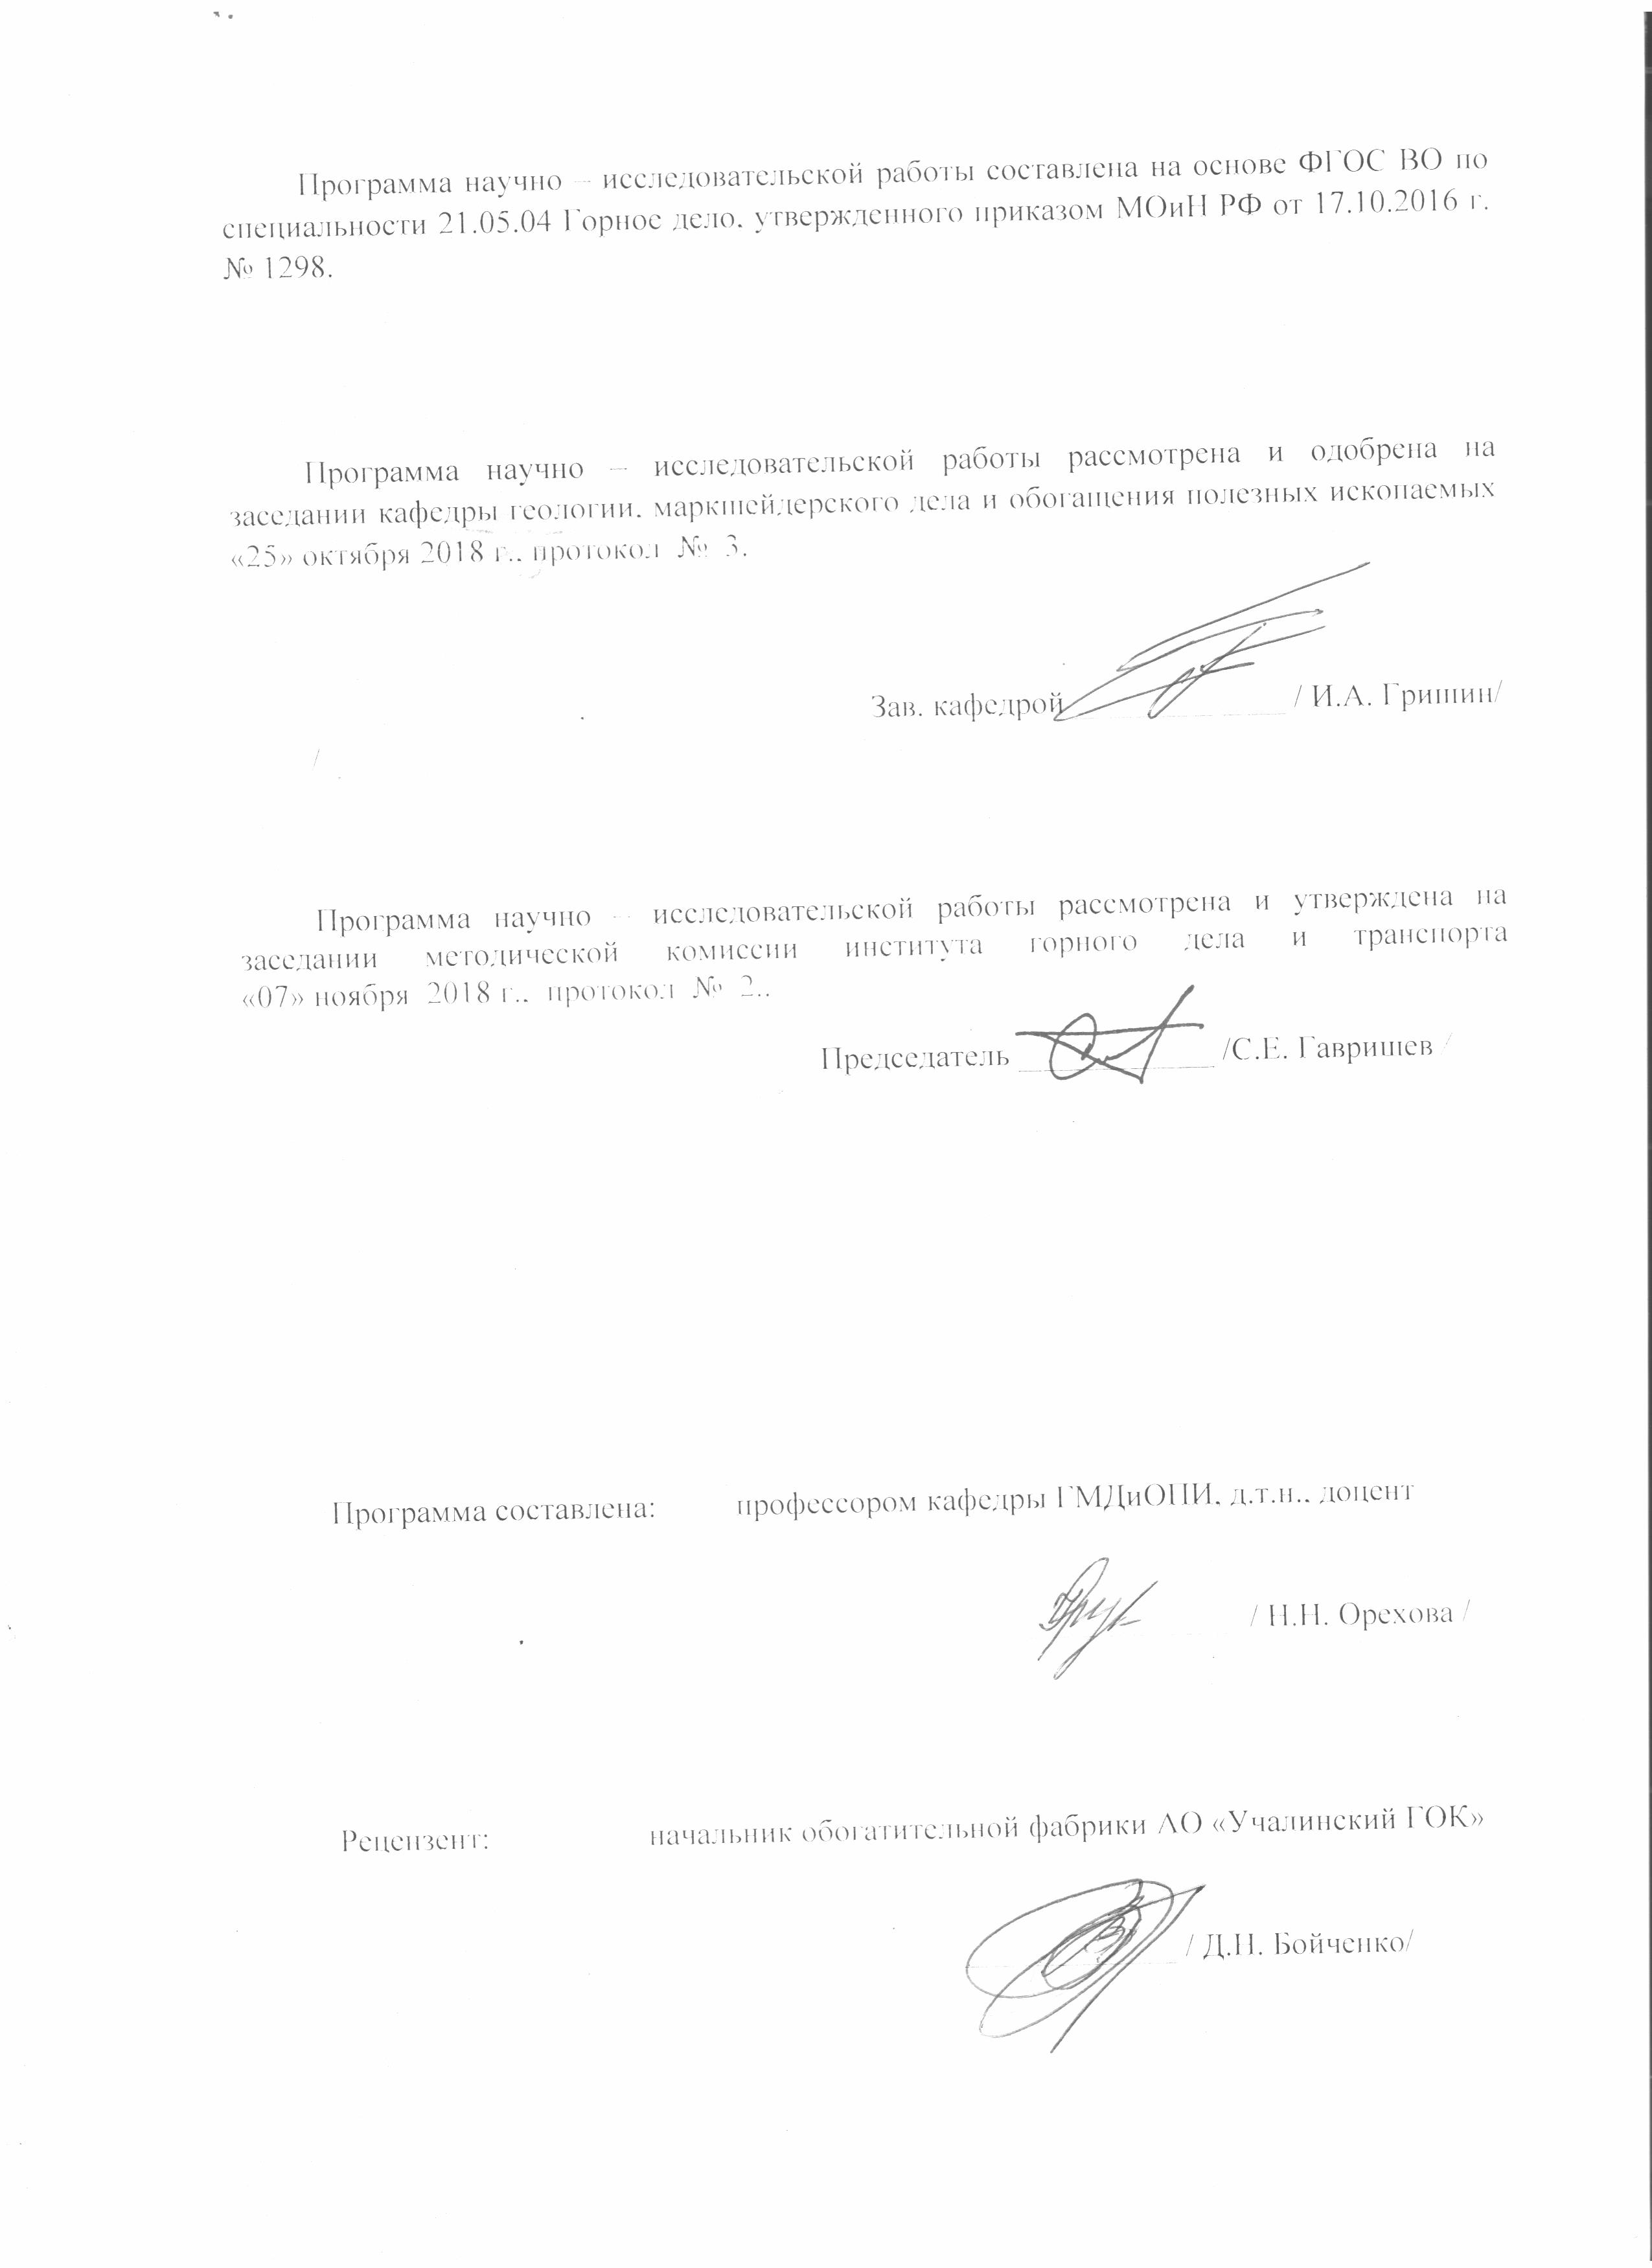 Программа научно – исследовательской работы составлена на основе ФГОС ВО по
специальности 21.05.04 Горное дело, утвержденного приказом МОиН РФ от 17.10.2016 г.
№ 1298.
Программа научно – исследовательской работы рассмотрена и одобрена на
заседании кафедры геологии, маркшейдерского дела и обогащения полезных ископаемых
«25» октября 2018 г., протокол № 3.
Зав. кафедрой / И.А. Гришин/
/
Программа научно – исследовательской работы рассмотрена и утверждена на
заседании методической комиссии института горного дела и транспорта
«07» ноября 2018 г., протокол № 2..
Председатель /С.Е. Гавришев /
Программа составлена: профессором кафедры ГМДиОПИ, д.т.н., доцент
/ Н.Н. Орехова /
Рецензент: начальник обогатительной фабрики АО «Учалинский ГОК»
/ Д.Н. Бойченко/